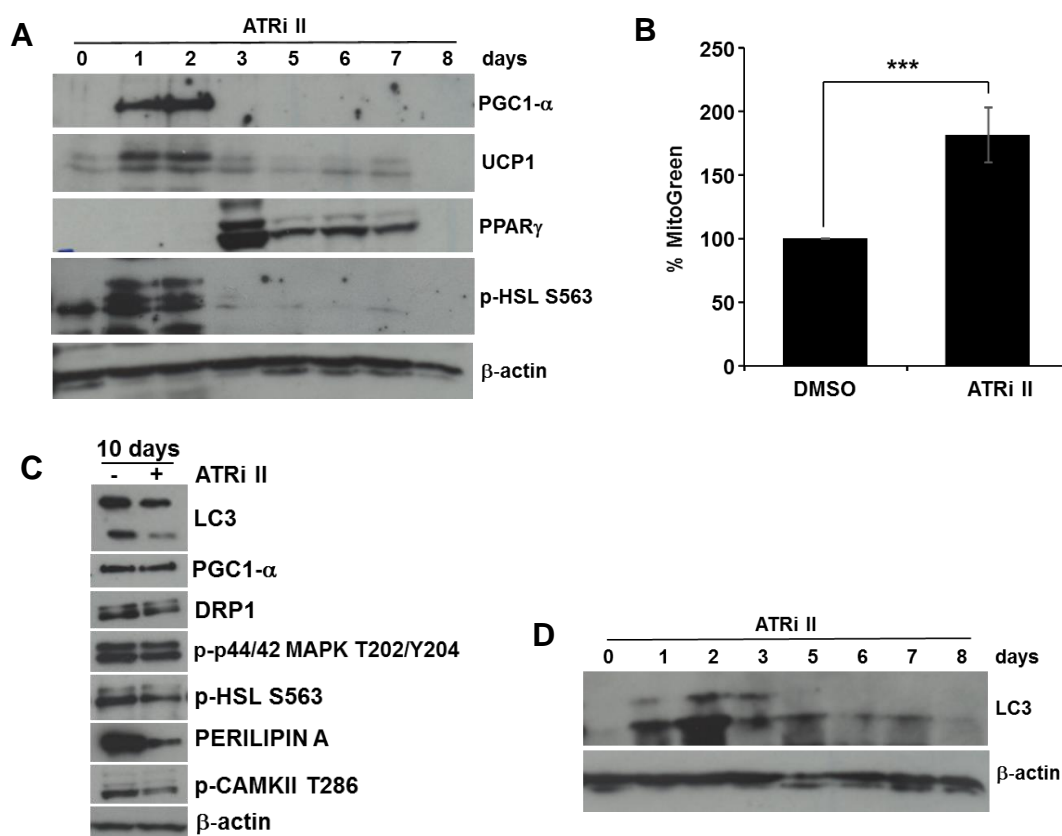 A
ATRi II
0 1 2 3 5 6 7 8 days
PGC1-α
UCP1
PPARγ
p-HSL S563
β-actin
B
% MitoGreen
250
200
150
100
50
0
***
DMSO ATRi II
C
10 days
- + ATRi II
LC3
PGC1-α
DRP1
p-p44/42 MAPK T202/Y204
p-HSL S563
PERILIPIN A
p-CAMKII T286
β-actin
D
ATRi II
0 1 2 3 5 6 7 8 days
LC3
β-actin